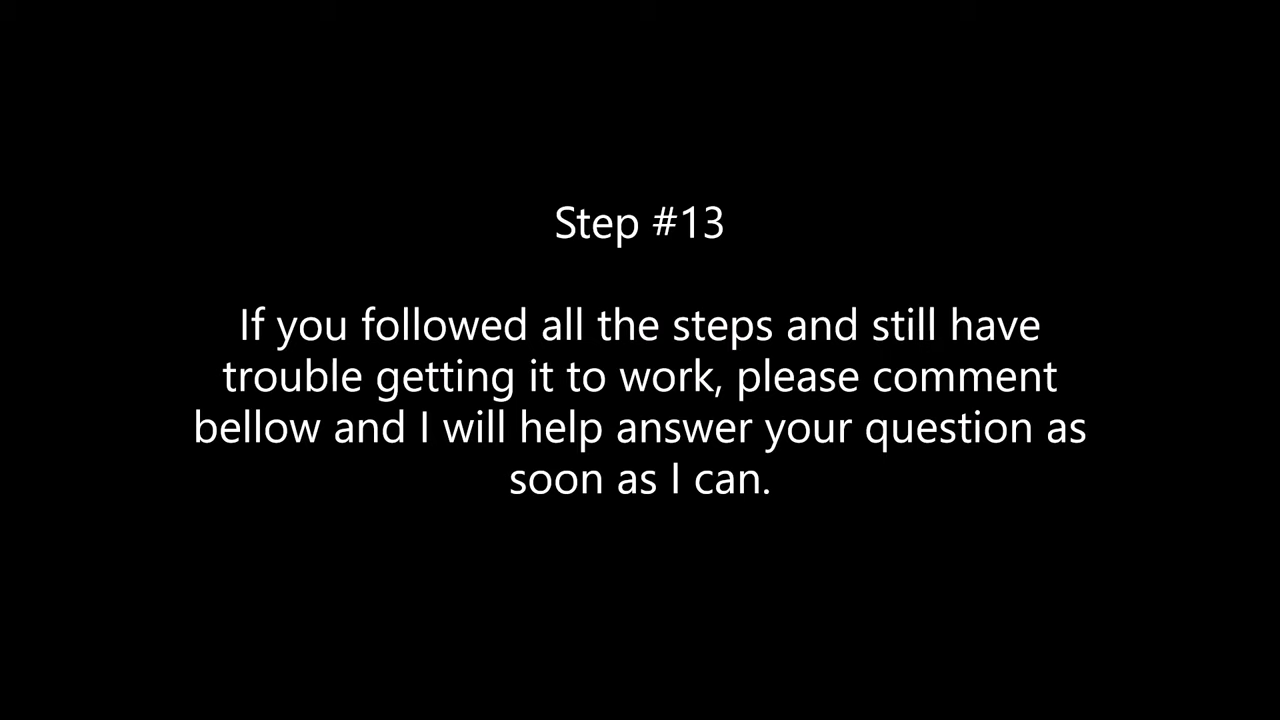 Step #13
If you followed all the steps and still have
trouble getting it to work, please comment
bellow and I will help answer your question as
soon as I can.